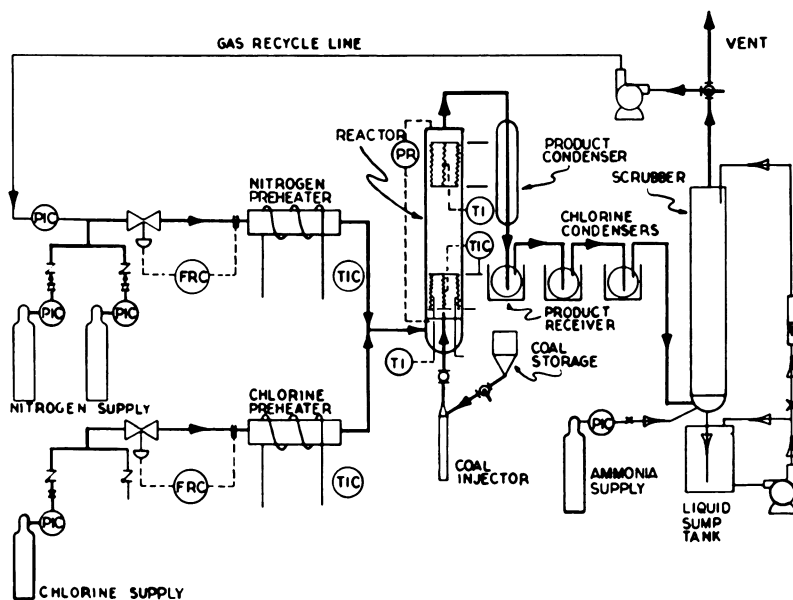 GAS RECYCLE LINE
VENT
REACTOR
PR
PRODUCT
CONDENSER
SCRUBBER
NITROGEN
PREHEATER
TI
CHLORINE
CONDENSERS
PIC
FRC
TIC
TIC
PIC
PIC
PRODUCT
RECEIVER
TI
COAL
STORAGE
NITROGEN SUPPLY
CHLORINE
PREHEATER
PIC
FRC
TIC
COAL
INJECTOR
AMMONIA
SUPPLY
LIQUID
SUMP
TANK
PIC
CHLORINE SUPPLY